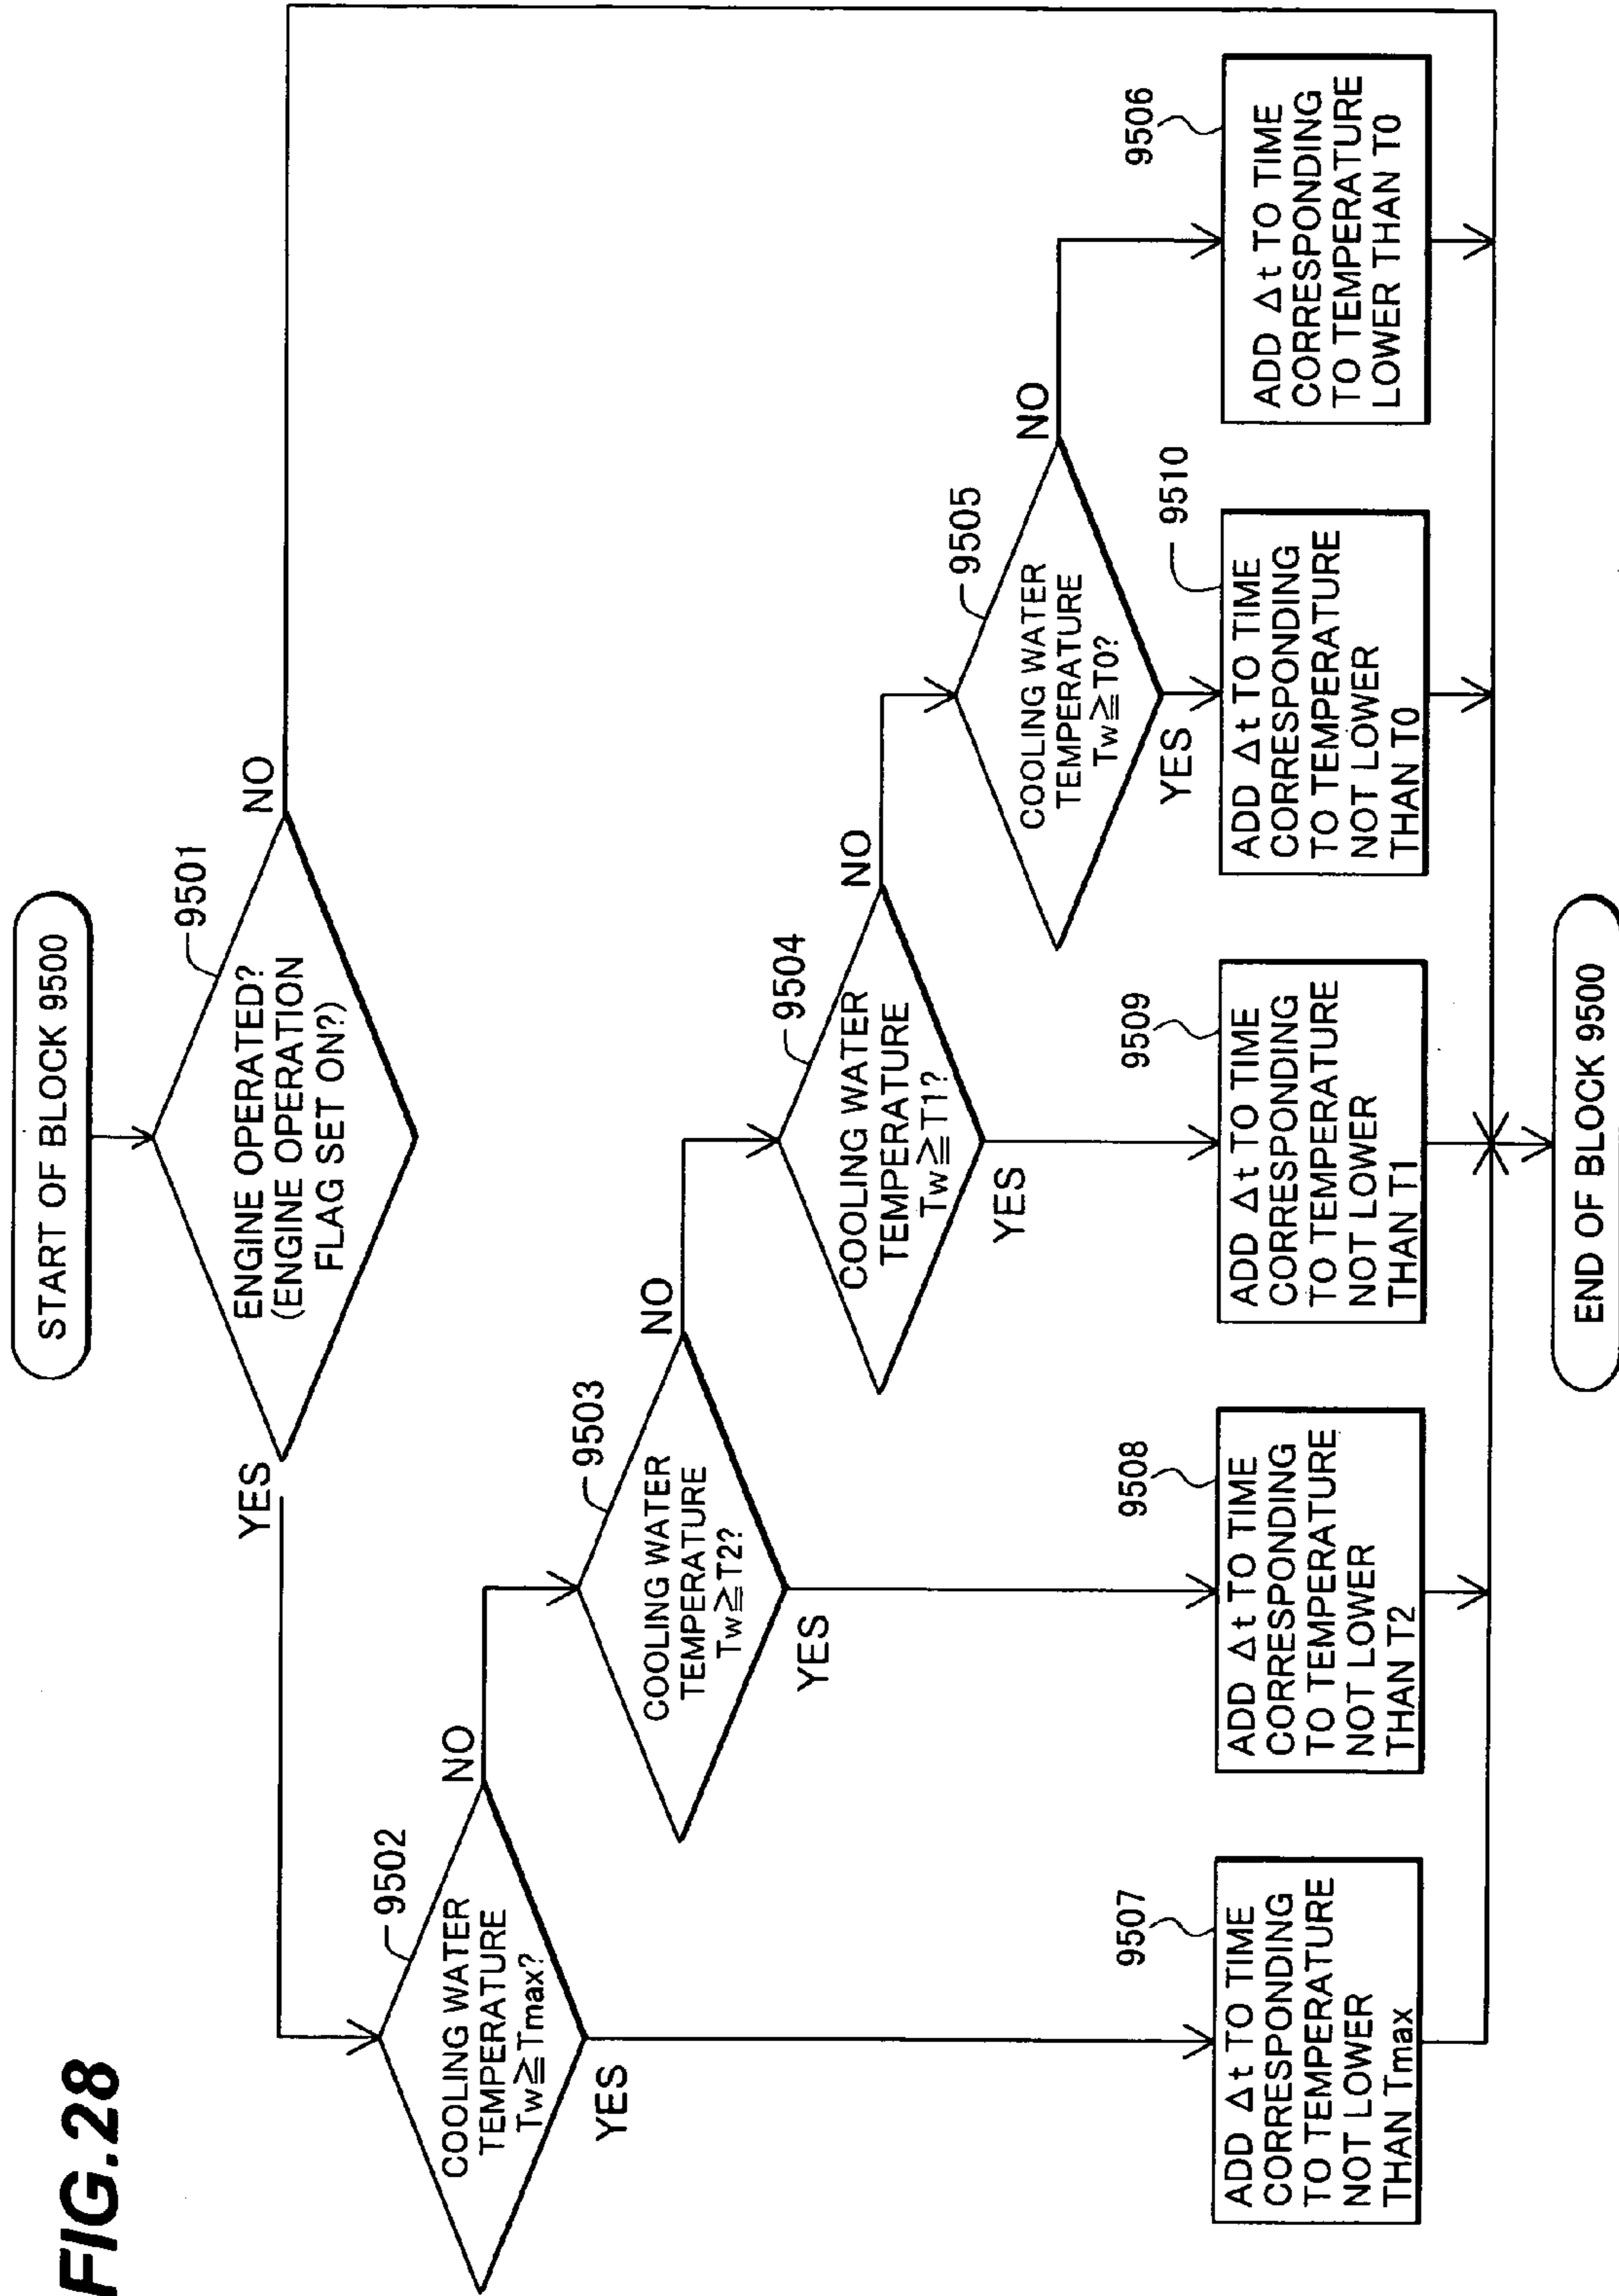 FIG.28
START OF BLOCK 9500
9501
ENGINE OPERATED?
(ENGINE OPERATION
FLAG SET ON?)
YES
NO
9502
COOLING WATER
TEMPERATURE
Tw≧Tmax?
NO
YES
9503
COOLING WATER
TEMPERATURE
Tw≧T2?
NO
YES
9504
COOLING WATER
TEMPERATURE
Tw≧T1?
NO
YES
9505
COOLING WATER
TEMPERATURE
Tw≧T0?
NO
YES
9507
ADD Δt TO TIME
CORRESPONDING
TO TEMPERATURE
NOT LOWER
THAN Tmax
9508
ADD Δt TO TIME
CORRESPONDING
TO TEMPERATURE
NOT LOWER
THAN T2
9509
ADD Δt TO TIME
CORRESPONDING
TO TEMPERATURE
NOT LOWER
THAN T1
9510
ADD Δt TO TIME
CORRESPONDING
TO TEMPERATURE
NOT LOWER
THAN T0
9506
ADD Δt TO TIME
CORRESPONDING
TO TEMPERATURE
LOWER THAN T0
END OF BLOCK 9500